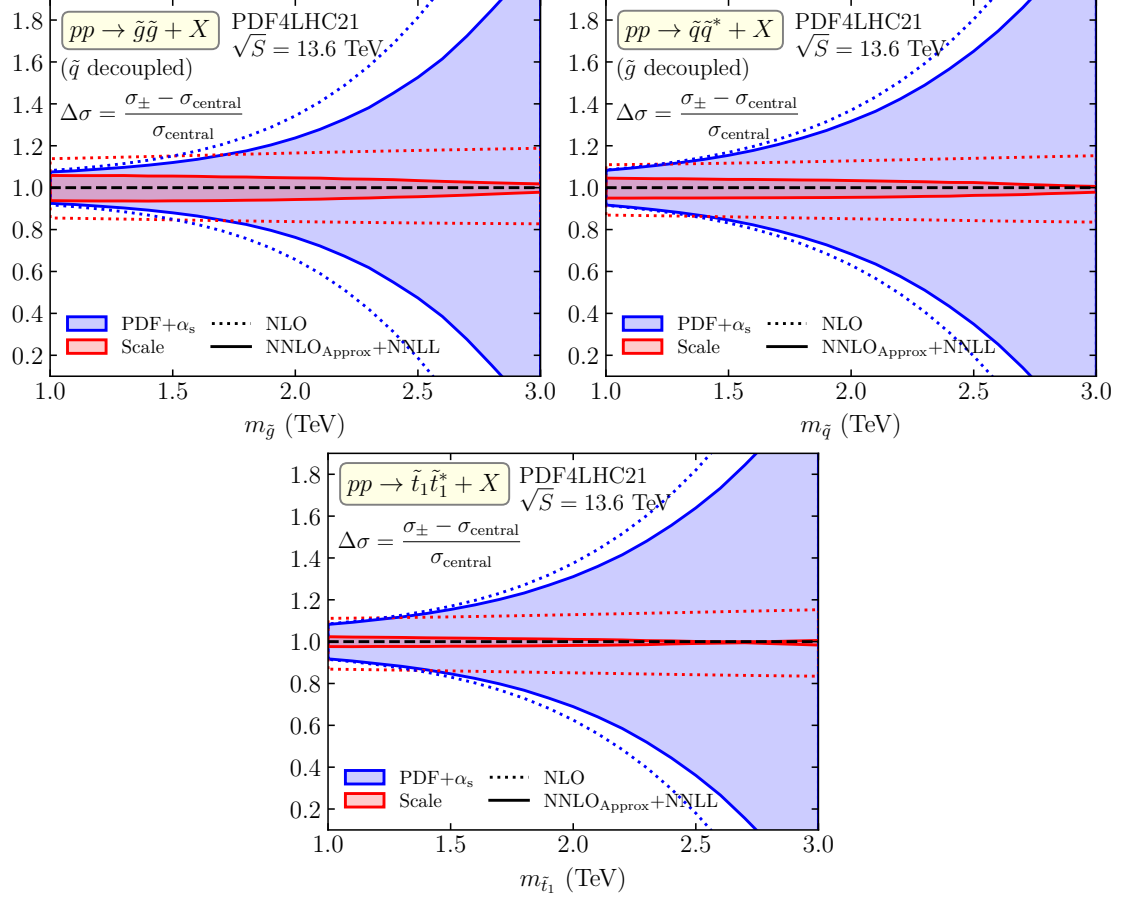 pp → g̃g̃ + X PDF4LHC21
√S = 13.6 TeV
(q̃ decoupled)
Δσ = (σ± − σcentral) / σcentral
1.8
1.6
1.4
1.2
1.0
0.8
0.6
0.4
0.2
PDF+αs NLO
Scale NNLOApprox+NNLL
1.0 1.5 2.0 2.5 3.0
mg̃ (TeV)
pp → q̃q̃* + X PDF4LHC21
√S = 13.6 TeV
(g̃ decoupled)
Δσ = (σ± − σcentral) / σcentral
1.8
1.6
1.4
1.2
1.0
0.8
0.6
0.4
0.2
PDF+αs NLO
Scale NNLOApprox+NNLL
1.0 1.5 2.0 2.5 3.0
mq̃ (TeV)
pp → t̃1t̃1* + X PDF4LHC21
√S = 13.6 TeV
Δσ = (σ± − σcentral) / σcentral
1.8
1.6
1.4
1.2
1.0
0.8
0.6
0.4
0.2
PDF+αs NLO
Scale NNLOApprox+NNLL
1.0 1.5 2.0 2.5 3.0
mt̃1 (TeV)